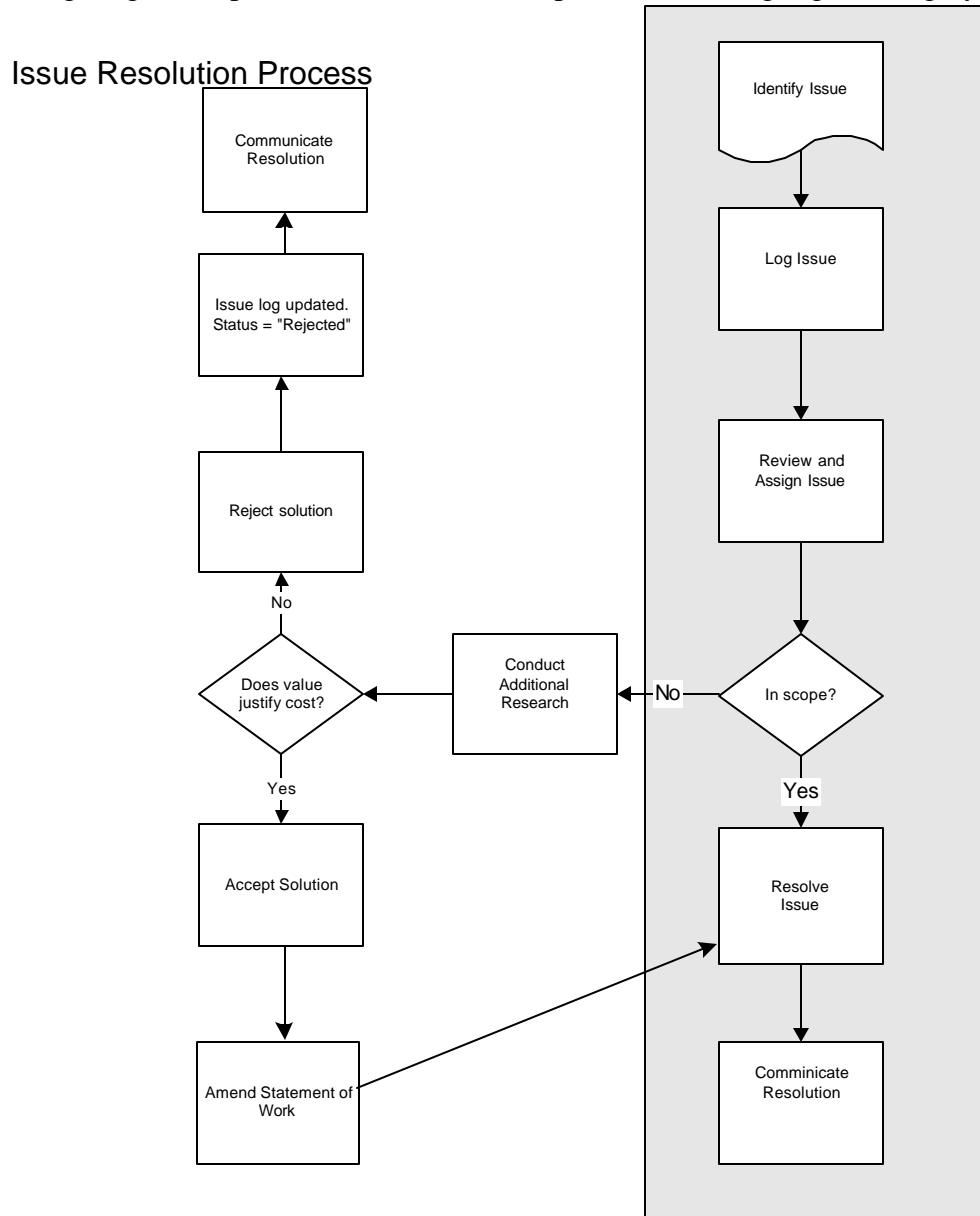 Issue Resolution Process
Identify Issue
Communicate
Resolution
Log Issue
Issue log updated.
Status = "Rejected"
Review and
Assign Issue
Reject solution
No
Conduct
Additional
Research
Does value
justify cost?
No
In scope?
Yes
Yes
Accept Solution
Resolve
Issue
Amend Statement of
Work
Comminicate
Resolution